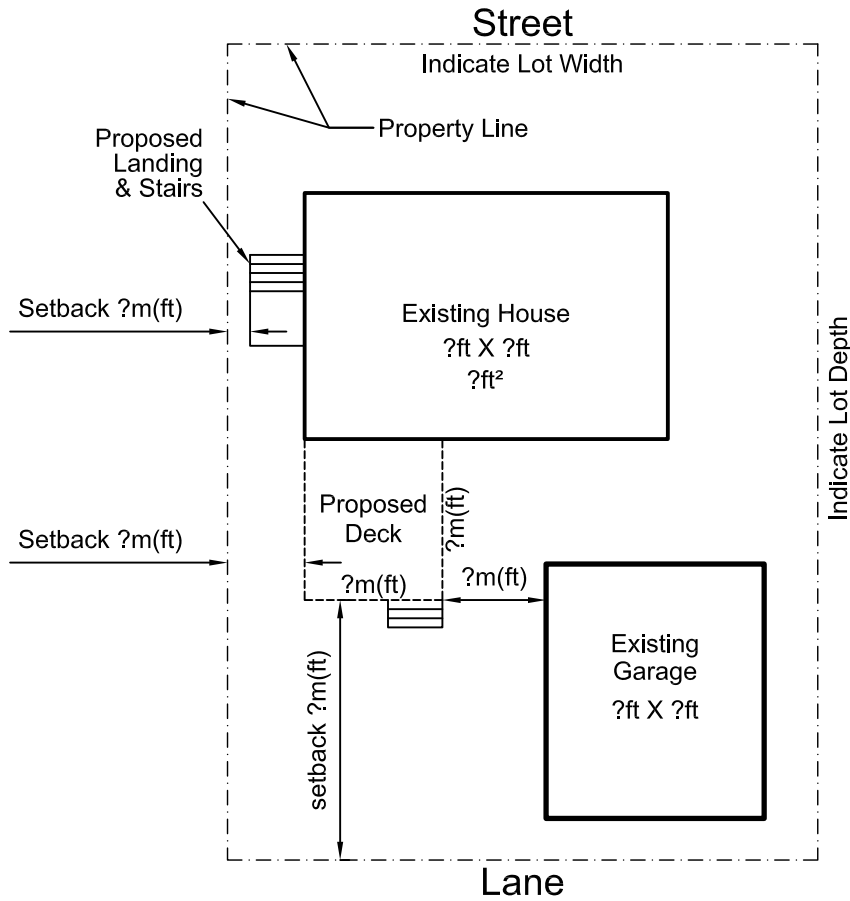 Street
Indicate Lot Width
Property Line
Proposed
Landing
& Stairs
Setback ?m(ft)
Existing House
?ft X ?ft
?ft²
Indicate Lot Depth
Proposed
Deck
?m(ft)
Setback ?m(ft)
?m(ft)
?m(ft)
Existing
Garage
?ft X ?ft
setback ?m(ft)
Lane